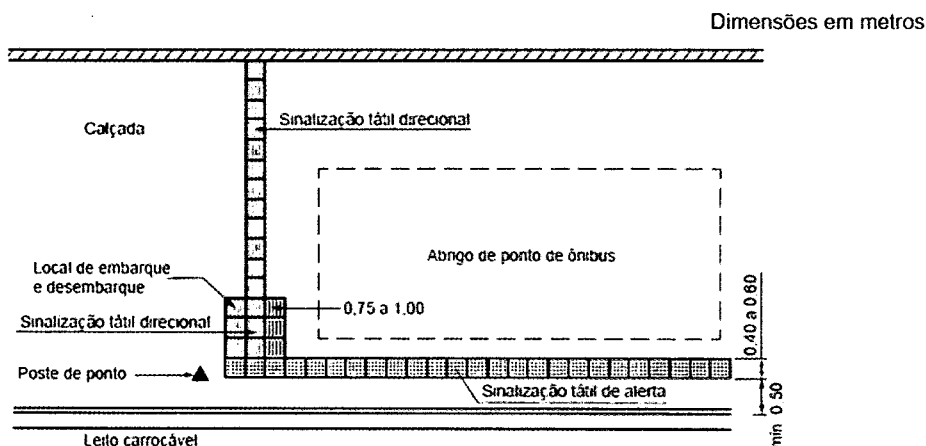 Dimensões em metros
Calçada
Sinalização tátil direcional
Abrigo de ponto de ônibus
Local de embarque
e desembarque
0,75 a 1,00
Sinalização tátil direcional
0,40 a 0,60
Poste de ponto
Sinalização tátil de alerta
min 0 50
Leito carroçável